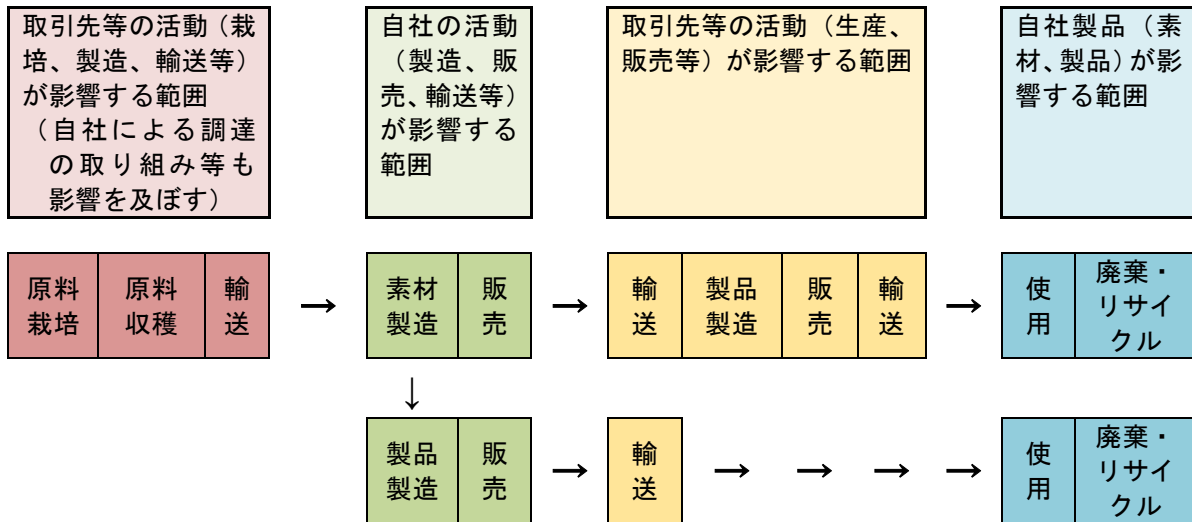 取引先等の活動（栽
培、製造、輸送等）
が影響する範囲
（自社による調達
の取り組み等も
影響を及ぼす）
自社の活動
（製造、販
売、輸送等）
が影響する
範囲
取引先等の活動（生産、
販売等）が影響する範囲
自社製品（素
材、製品）が影
響する範囲
原料
栽培
原料
収穫
輸
送
→
素材
製造
販
売
→
輸
送
製品
製造
販
売
輸
送
→
使
用
廃棄・
リサイ
クル
↓
製品
製造
販
売
→
輸
送
→
→
→
→
使
用
廃棄・
リサイ
クル